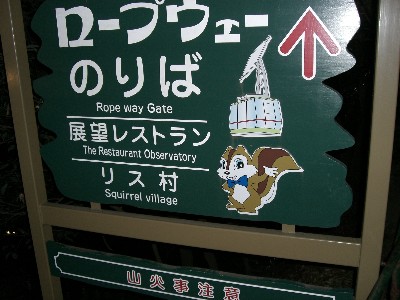 ロープウェー
のりば
Rope way Gate
展望レストラン
The Restaurant Observatory
リス村
Squirrel village
山火事注意